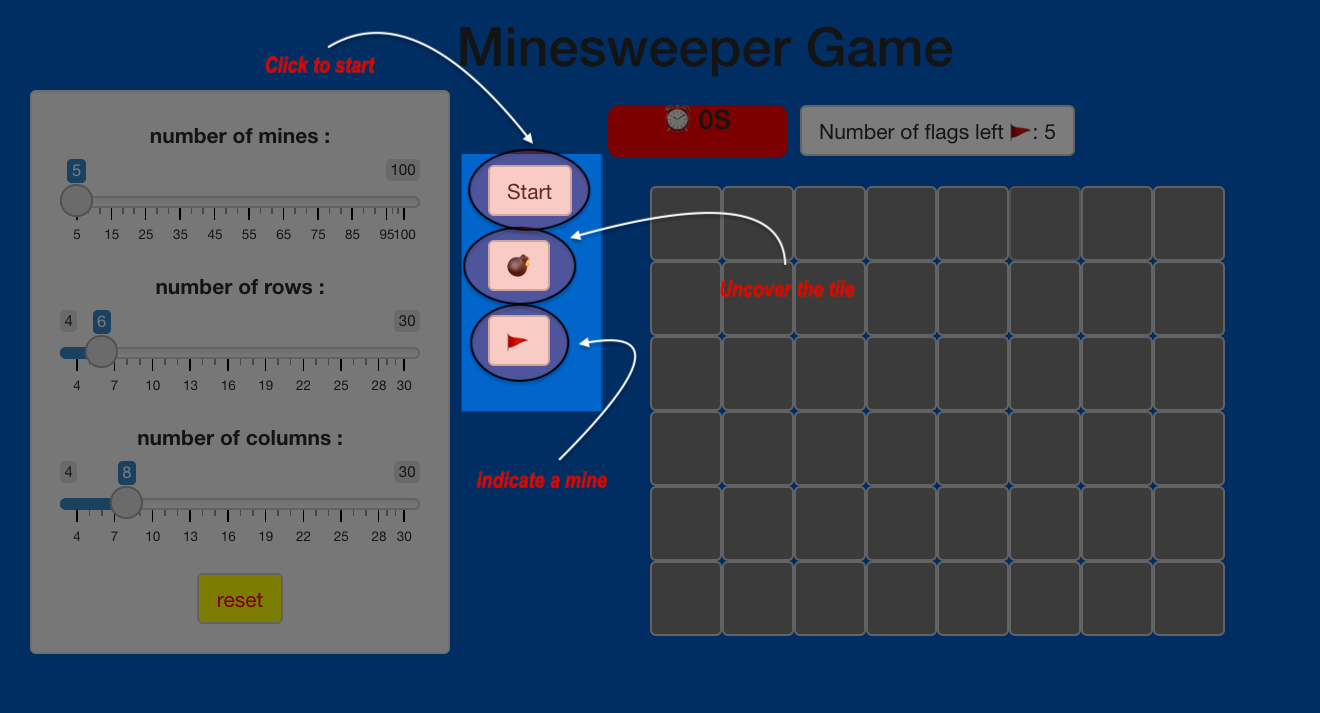 Minesweeper Game
Click to start
number of mines :
5 100
5 15 25 35 45 55 65 75 85 95100
number of rows :
4 6 30
4 7 10 13 16 19 22 25 28 30
number of columns :
4 8 30
4 7 10 13 16 19 22 25 28 30
reset
Start
0S
Number of flags left : 5
Uncover the tile
indicate a mine